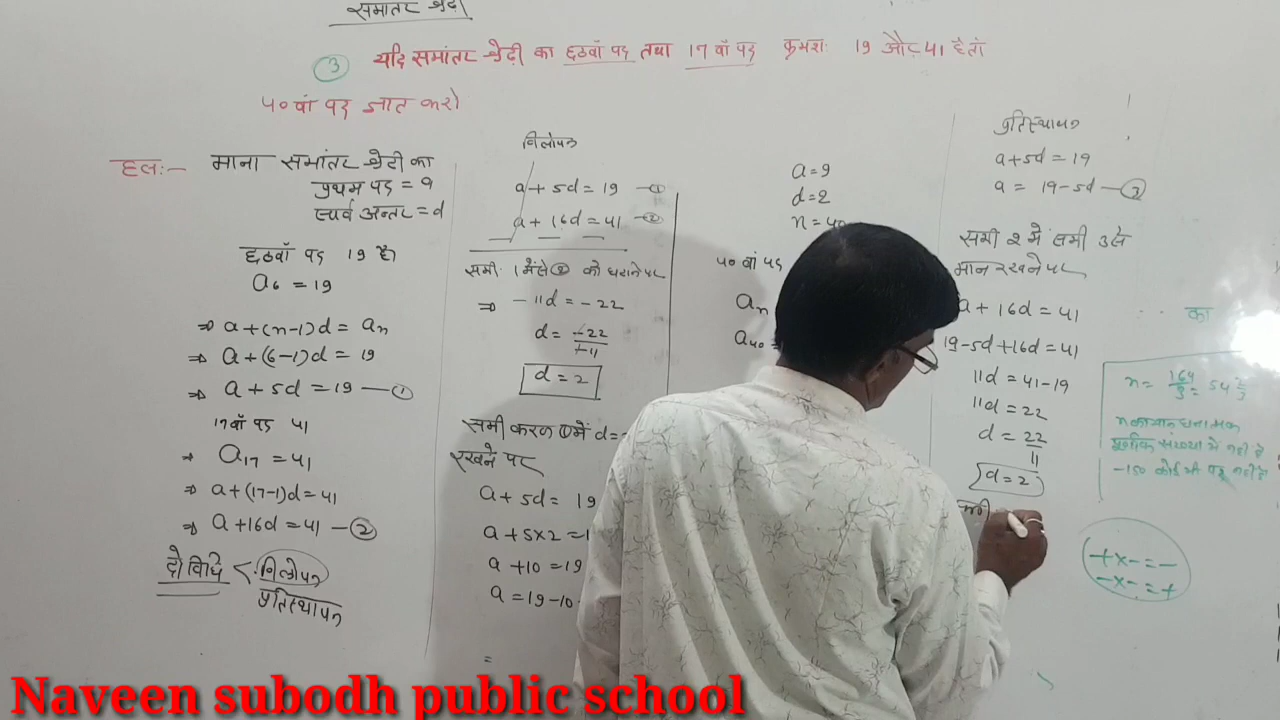 समांतर श्रेढ़ी
③ यदि समांतर श्रेढ़ी का छठवाँ पद तथा 17 वाँ पद क्रमशः 19 और 41 है तो
40 वां पद ज्ञात करो
हल:- माना समांतर श्रेढ़ी का
प्रथम पद = a
सार्व अन्तर = d
छठवाँ पद 19 है।
a₆ = 19
⇒ a+(n-1)d = aₙ
⇒ a+(6-1)d = 19
⇒ a+5d = 19 —①
17 वाँ पद 41
a₁₇ = 41
⇒ a+(17-1)d = 41
⇒ a+16d = 41 —②
दो विधि < विलोपन
प्रतिस्थापन
विलोपन
a + 5d = 19 —①
a + 16d = 41 —②
समी. 1 में से ② को घटाने पर
⇒ -11d = -22
d = -22/-11
d = 2
समीकरण ① में d=
रखने पर
a + 5d = 19
a + 5x2 = 1
a + 10 = 19
a = 19-10
=
a = 9
d = 2
n = 40
40 वां पद
aₙ
a₄₀ =
प्रतिस्थापन
a+5d = 19
a = 19-5d —③
समी 2 में समी 3 से
मान रखने पर
a + 16d = 41
19-5d+16d = 41
11d = 41-19
11d = 22
d = 22/11
d = 2
समी
का
n = 164/3 = 54 2/3
n का मान धनात्मक
पूर्णांक संख्या में नहीं है
-150 कोई भी पद नहीं है
+x- = -
-x- = +
Naveen subodh public school